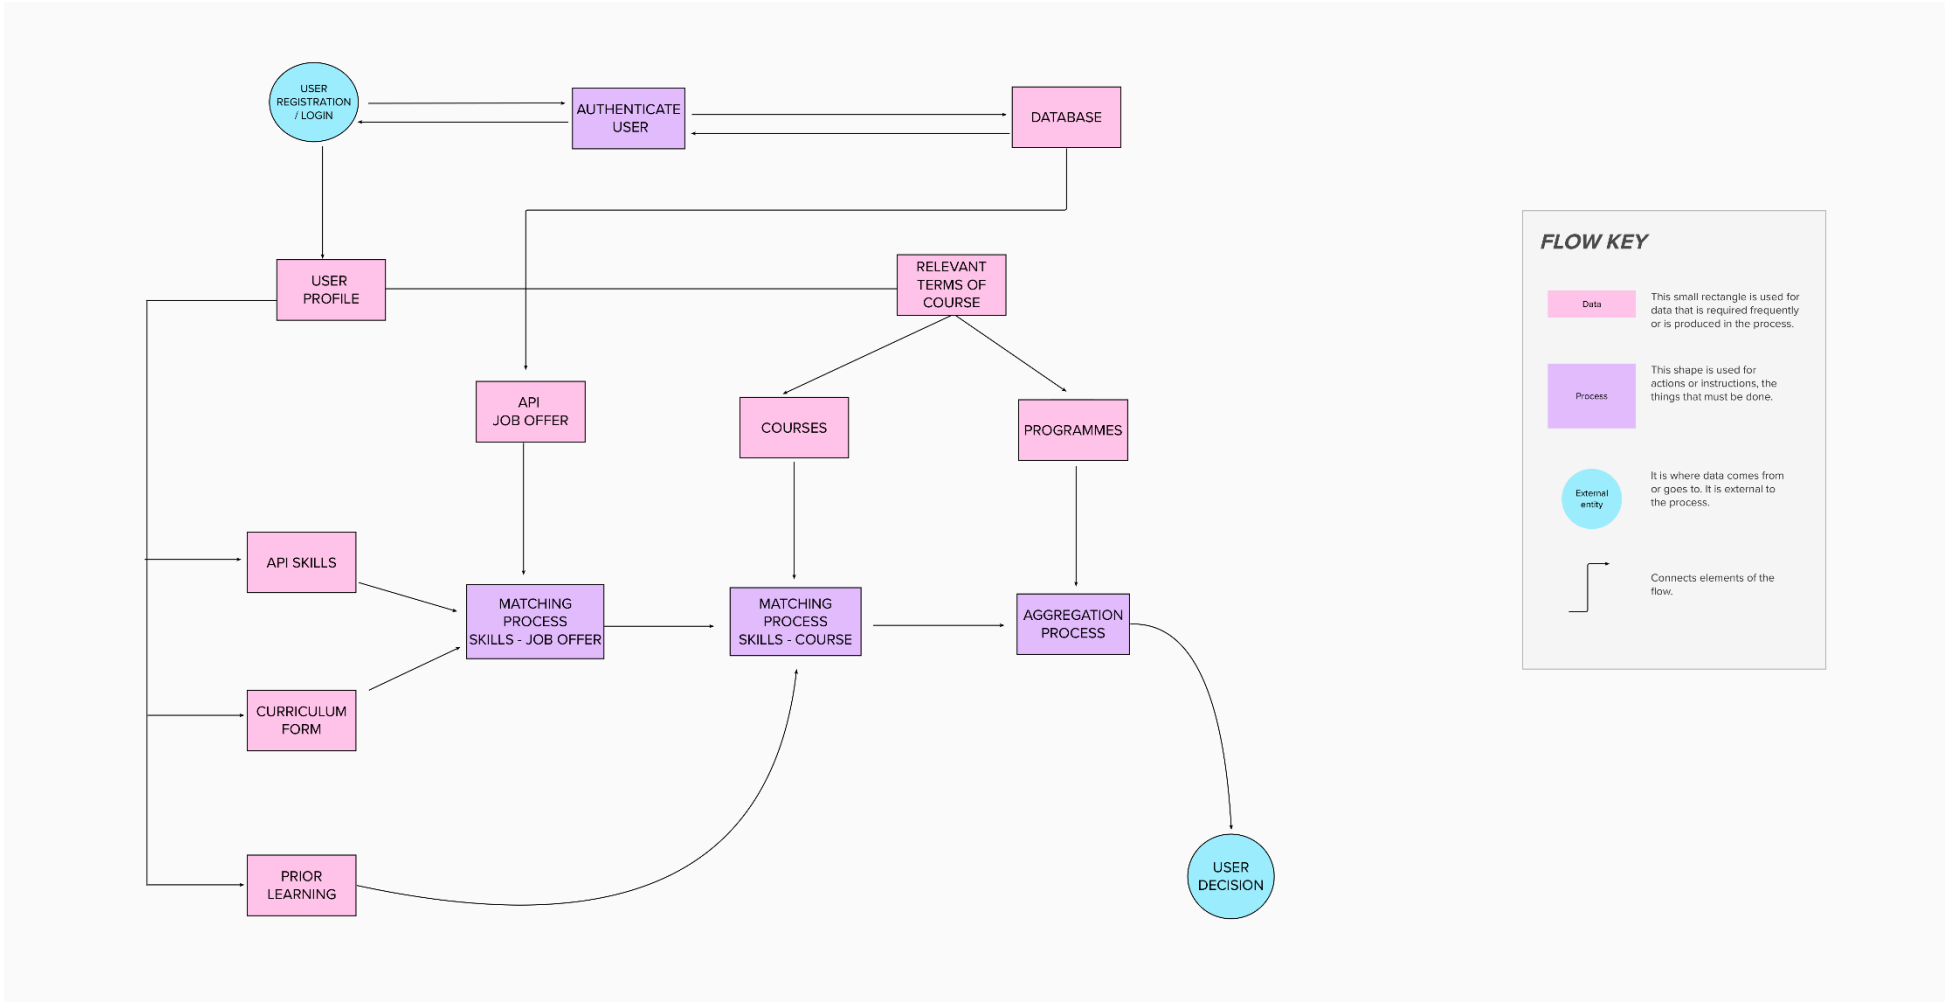 USER
REGISTRATION
/ LOGIN
AUTHENTICATE
USER
DATABASE
USER
PROFILE
RELEVANT
TERMS OF
COURSE
API
JOB OFFER
COURSES
PROGRAMMES
API SKILLS
MATCHING
PROCESS
SKILLS - JOB OFFER
MATCHING
PROCESS
SKILLS - COURSE
AGGREGATION
PROCESS
CURRICULUM
FORM
PRIOR
LEARNING
USER
DECISION
FLOW KEY
Data
This small rectangle is used for
data that is required frequently
or is produced in the process.
Process
This shape is used for
actions or instructions, the
things that must be done.
External
entity
It is where data comes from
or goes to. It is external to
the process.
Connects elements of the
flow.